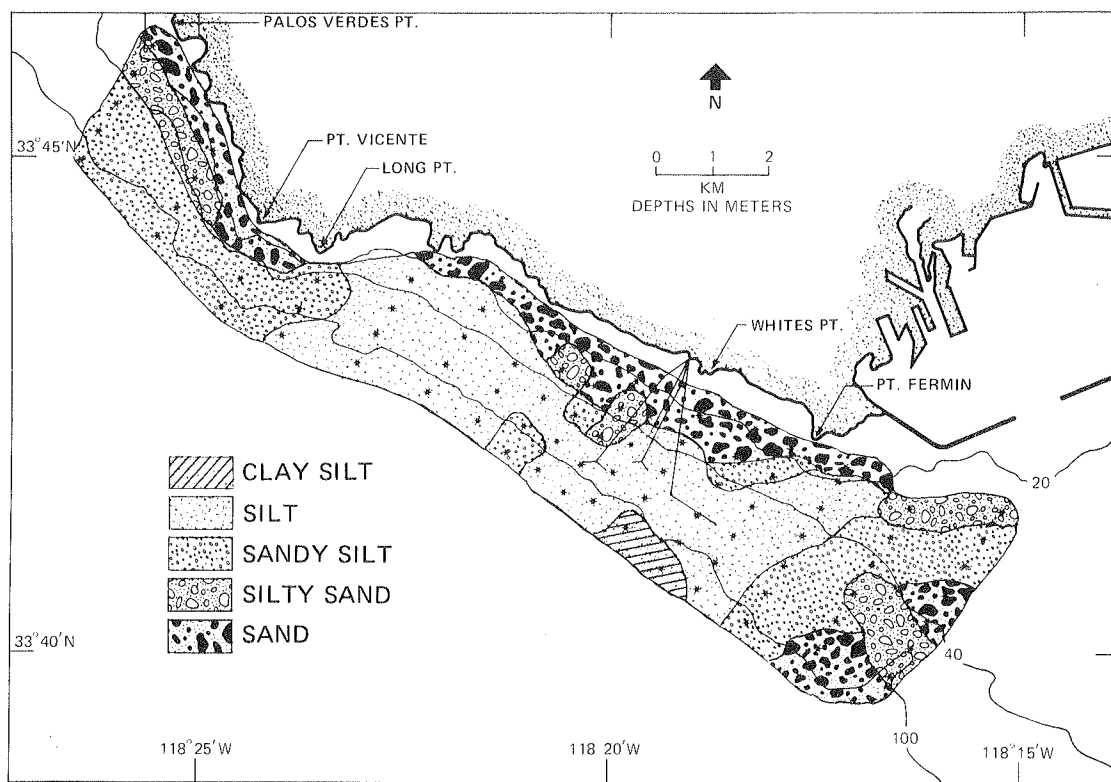 PALOS VERDES PT.
N
33°45'N
PT. VICENTE
LONG PT.
0 1 2
KM
DEPTHS IN METERS
WHITES PT.
PT. FERMIN
20
CLAY SILT
SILT
SANDY SILT
SILTY SAND
SAND
33°40'N
40
100
118°25'W
118°20'W
118°15'W